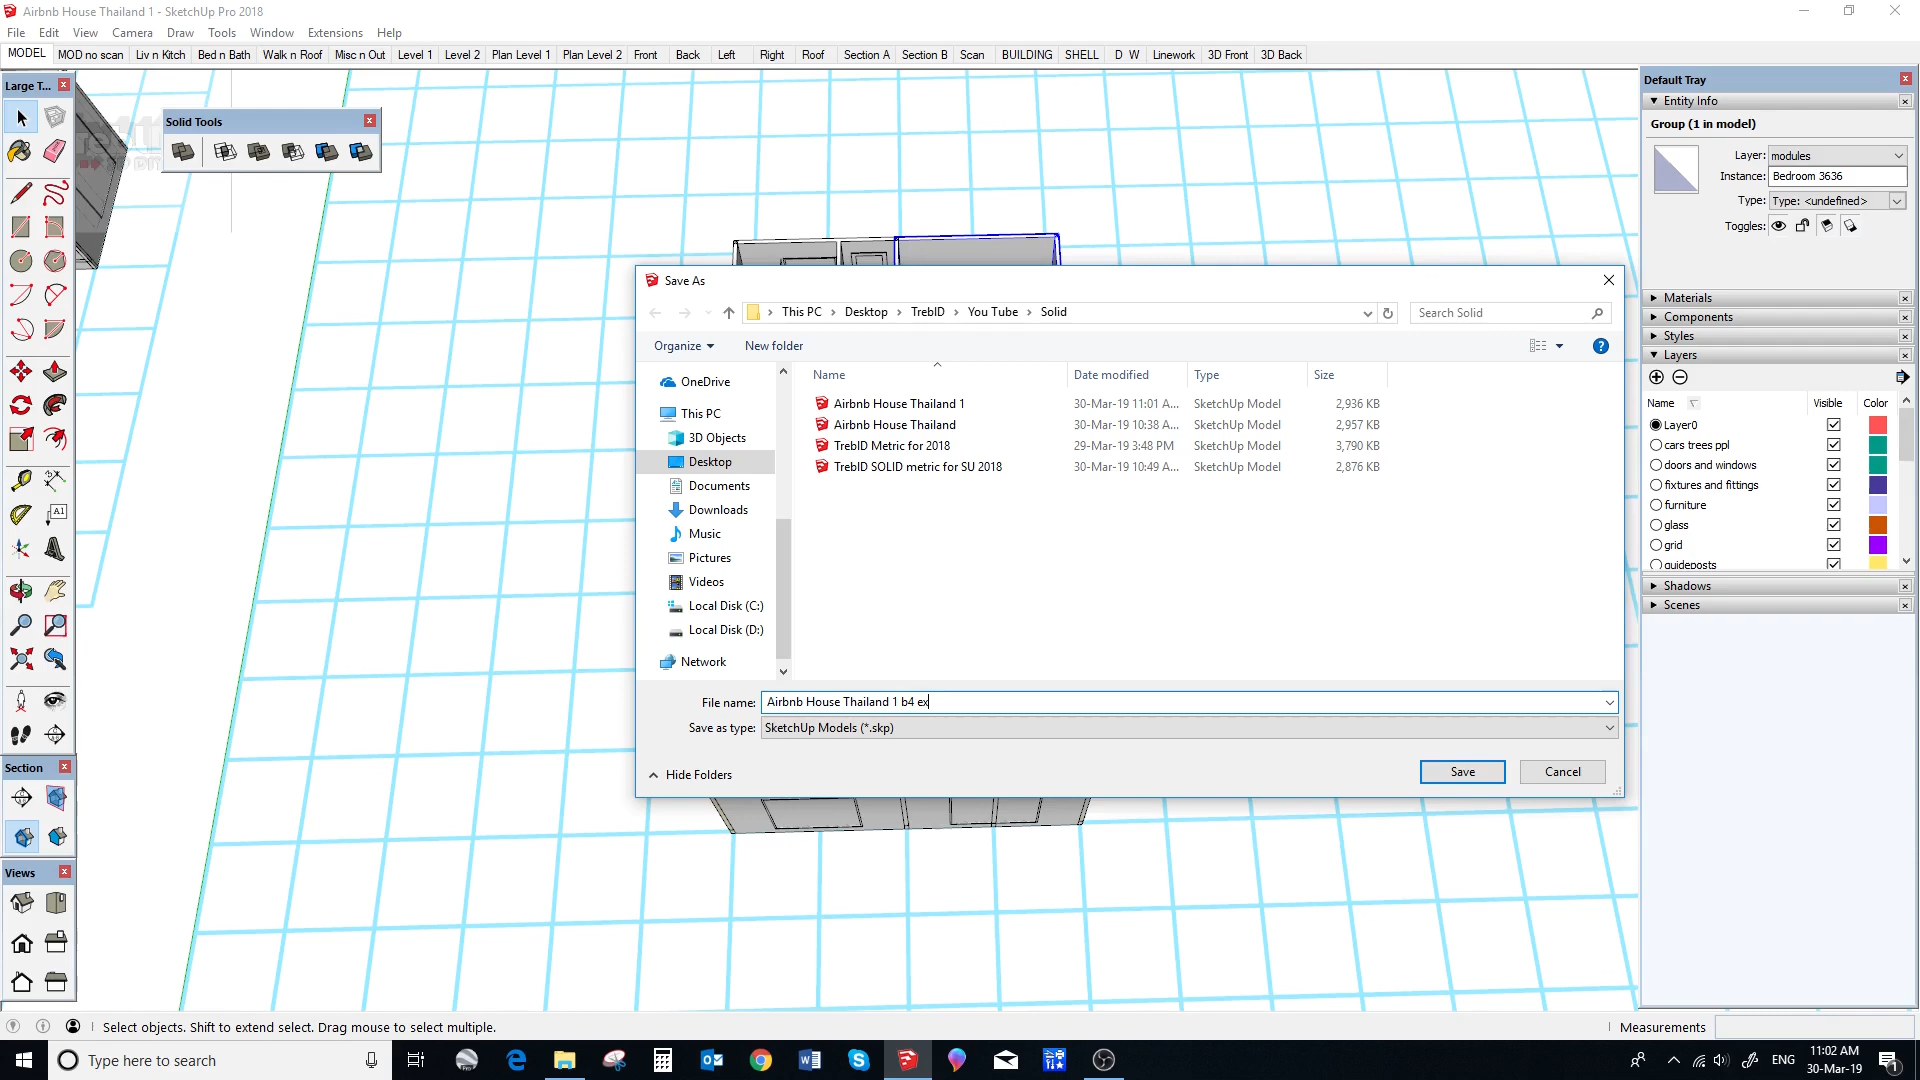 Airbnb House Thailand 1 - SketchUp Pro 2018
File Edit View Camera Draw Tools Window Extensions Help
MODEL MOD no scan Liv n Kitch Bed n Bath Walk n Roof Misc n Out Level 1 Level 2 Plan Level 1 Plan Level 2 Front Back Left Right Roof Section A Section B Scan BUILDING SHELL D W Linework 3D Front 3D Back
Large T...
Solid Tools
Default Tray
Entity Info
Group (1 in model)
Layer: modules
Instance: Bedroom 3636
Type: Type: <undefined>
Toggles:
Materials
Components
Styles
Layers
Name Visible Color
Layer0
cars trees ppl
doors and windows
fixtures and fittings
furniture
glass
grid
guideposts
Shadows
Scenes
Save As
This PC Desktop TrebID You Tube Solid
Search Solid
Organize New folder
OneDrive
This PC
3D Objects
Desktop
Documents
Downloads
Music
Pictures
Videos
Local Disk (C:)
Local Disk (D:)
Network
Name Date modified Type Size
Airbnb House Thailand 1 30-Mar-19 11:01 A... SketchUp Model 2,936 KB
Airbnb House Thailand 30-Mar-19 10:38 A... SketchUp Model 2,957 KB
TrebID Metric for 2018 29-Mar-19 3:48 PM SketchUp Model 3,790 KB
TrebID SOLID metric for SU 2018 30-Mar-19 10:49 A... SketchUp Model 2,876 KB
File name: Airbnb House Thailand 1 b4 ex
Save as type: SketchUp Models (*.skp)
Hide Folders
Save Cancel
A1
Section
Views
Select objects. Shift to extend select. Drag mouse to select multiple.
Measurements
Type here to search
ENG
11:02 AM
30-Mar-19
1